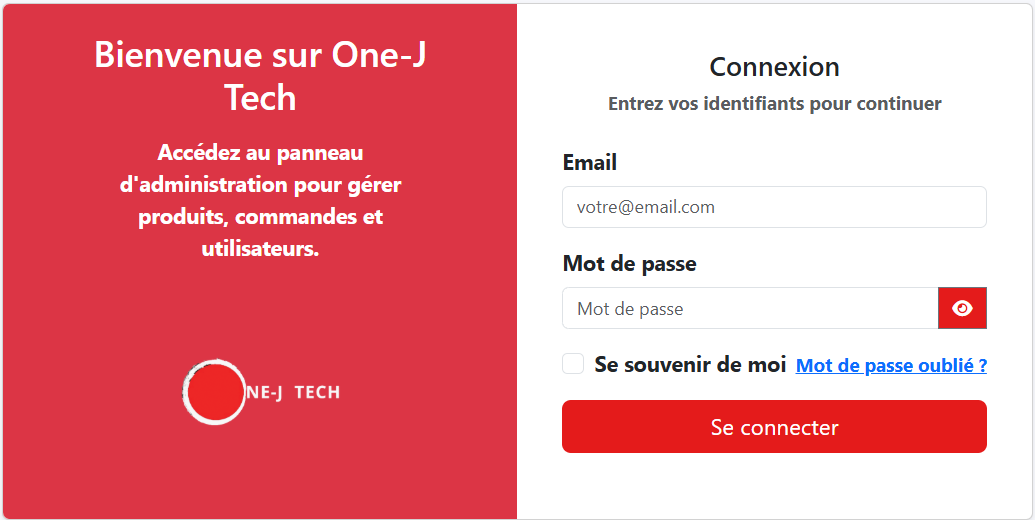 Bienvenue sur One-J
Tech
Accédez au panneau
d'administration pour gérer
produits, commandes et
utilisateurs.
NE-J TECH
Connexion
Entrez vos identifiants pour continuer
Email
votre@email.com
Mot de passe
Mot de passe
Se souvenir de moi Mot de passe oublié ?
Se connecter